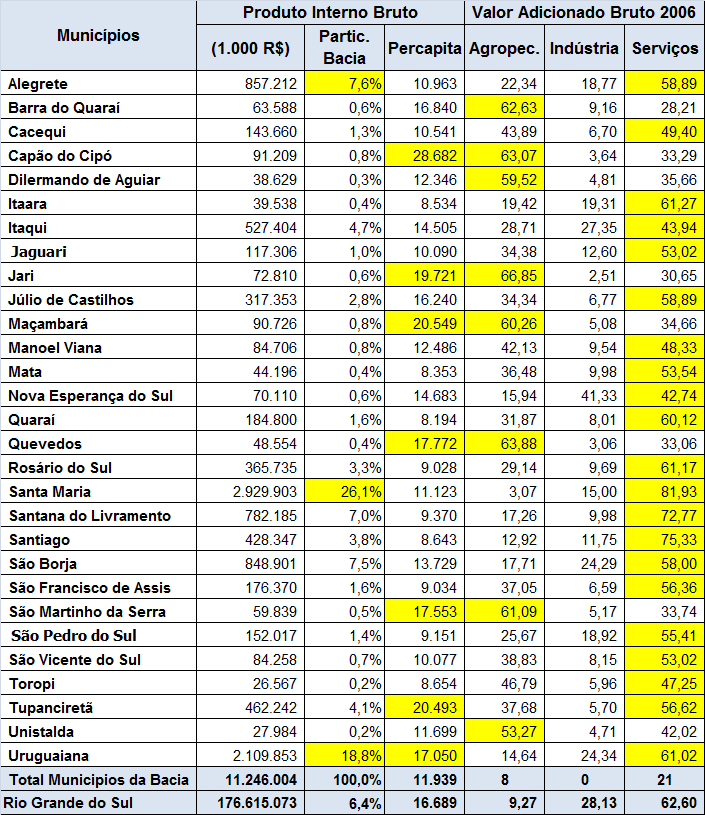 Municípios Produto Interno Bruto Valor Adicionado Bruto 2006
(1.000 R$) Partic. Bacia Percapita Agropec. Indústria Serviços
Alegrete 857.212 7,6% 10.963 22,34 18,77 58,89
Barra do Quaraí 63.588 0,6% 16.840 62,63 9,16 28,21
Cacequi 143.660 1,3% 10.541 43,89 6,70 49,40
Capão do Cipó 91.209 0,8% 28.682 63,07 3,64 33,29
Dilermando de Aguiar 38.629 0,3% 12.346 59,52 4,81 35,66
Itaara 39.538 0,4% 8.534 19,42 19,31 61,27
Itaqui 527.404 4,7% 14.505 28,71 27,35 43,94
Jaguari 117.306 1,0% 10.090 34,38 12,60 53,02
Jari 72.810 0,6% 19.721 66,85 2,51 30,65
Júlio de Castilhos 317.353 2,8% 16.240 34,34 6,77 58,89
Maçambará 90.726 0,8% 20.549 60,26 5,08 34,66
Manoel Viana 84.706 0,8% 12.486 42,13 9,54 48,33
Mata 44.196 0,4% 8.353 36,48 9,98 53,54
Nova Esperança do Sul 70.110 0,6% 14.683 15,94 41,33 42,74
Quaraí 184.800 1,6% 8.194 31,87 8,01 60,12
Quevedos 48.554 0,4% 17.772 63,88 3,06 33,06
Rosário do Sul 365.735 3,3% 9.028 29,14 9,69 61,17
Santa Maria 2.929.903 26,1% 11.123 3,07 15,00 81,93
Santana do Livramento 782.185 7,0% 9.370 17,26 9,98 72,77
Santiago 428.347 3,8% 8.643 12,92 11,75 75,33
São Borja 848.901 7,5% 13.729 17,71 24,29 58,00
São Francisco de Assis 176.370 1,6% 9.034 37,05 6,59 56,36
São Martinho da Serra 59.839 0,5% 17.553 61,09 5,17 33,74
São Pedro do Sul 152.017 1,4% 9.151 25,67 18,92 55,41
São Vicente do Sul 84.258 0,7% 10.077 38,83 8,15 53,02
Toropi 26.567 0,2% 8.654 46,79 5,96 47,25
Tupanciretã 462.242 4,1% 20.493 37,68 5,70 56,62
Unistalda 27.984 0,2% 11.699 53,27 4,71 42,02
Uruguaiana 2.109.853 18,8% 17.050 14,64 24,34 61,02
Total Municipios da Bacia 11.246.004 100,0% 11.939 8 0 21
Rio Grande do Sul 176.615.073 6,4% 16.689 9,27 28,13 62,60